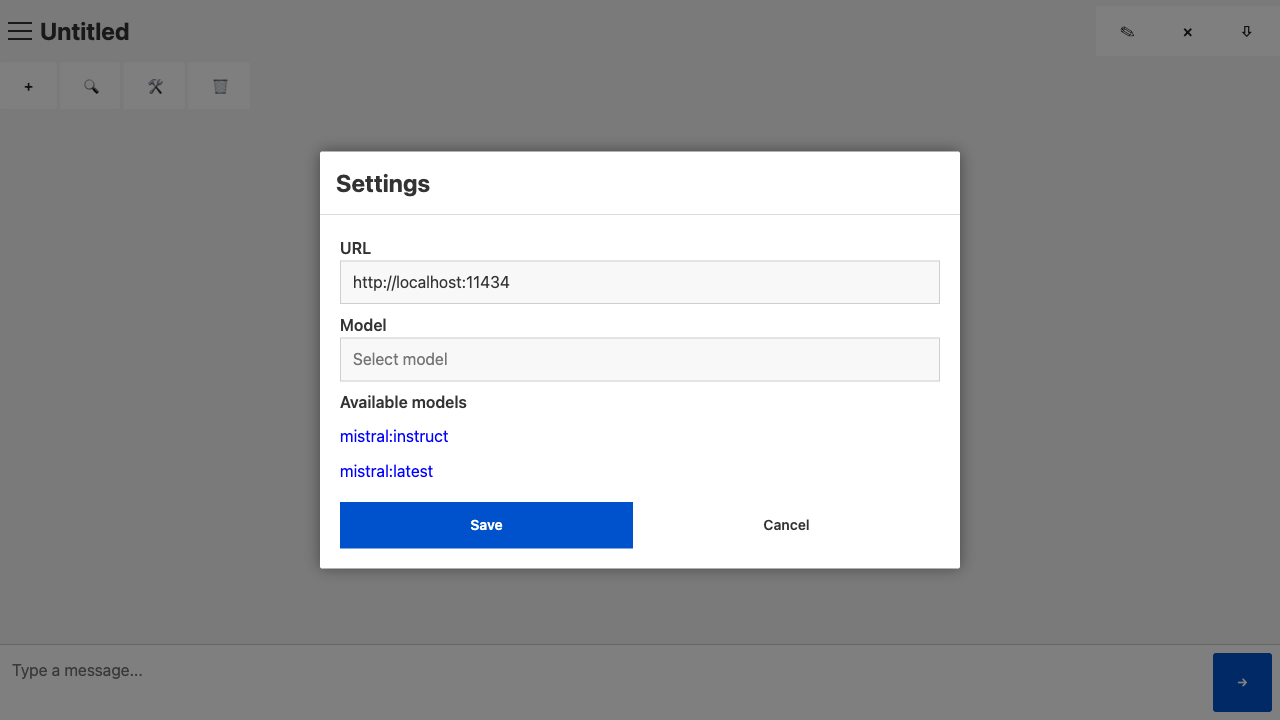 Untitled
Settings
URL
http://localhost:11434
Model
Select model
Available models
mistral:instruct
mistral:latest
Save
Cancel
Type a message...